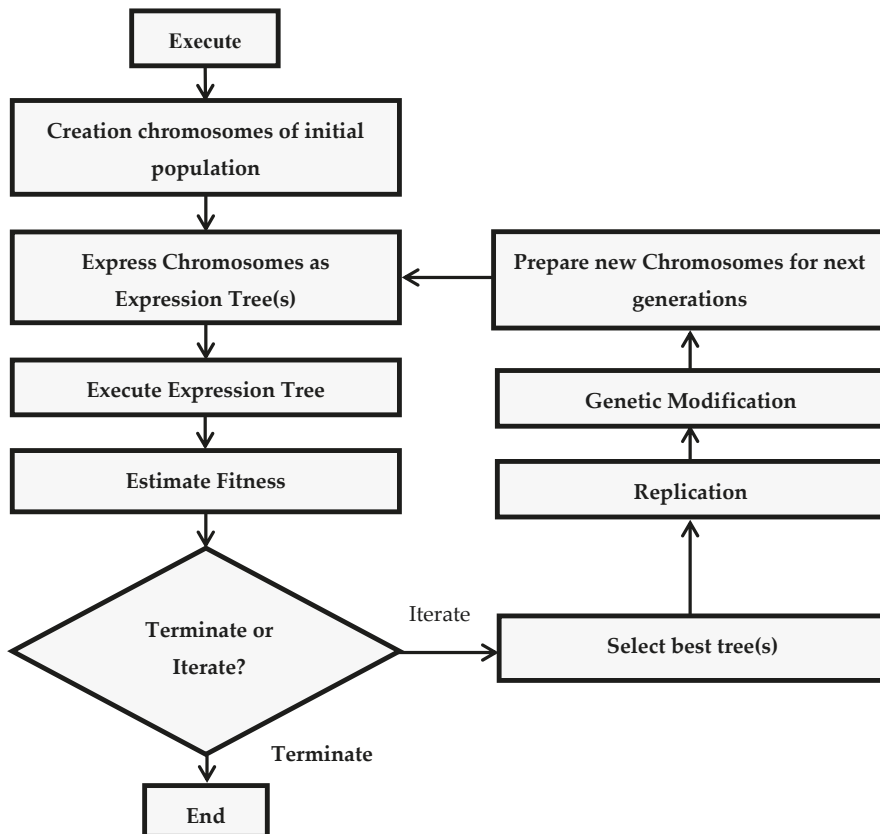 Execute
Creation chromosomes of initial
population
Express Chromosomes as
Expression Tree(s)
Prepare new Chromosomes for next
generations
Execute Expression Tree
Genetic Modification
Estimate Fitness
Replication
Terminate or
Iterate?
Iterate
Select best tree(s)
Terminate
End